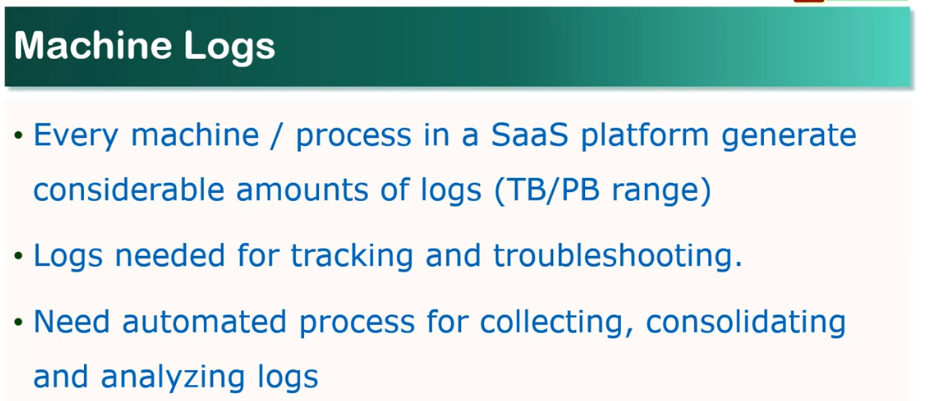 Machine Logs
• Every machine / process in a SaaS platform generate
considerable amounts of logs (TB/PB range)
• Logs needed for tracking and troubleshooting.
• Need automated process for collecting, consolidating
and analyzing logs